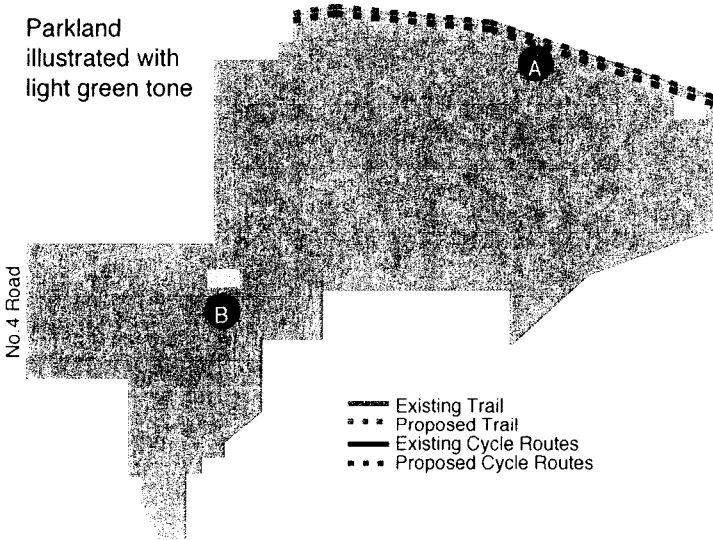 Parkland
illustrated with
light green tone
A
No.4 Road
B
Existing Trail
Proposed Trail
Existing Cycle Routes
Proposed Cycle Routes